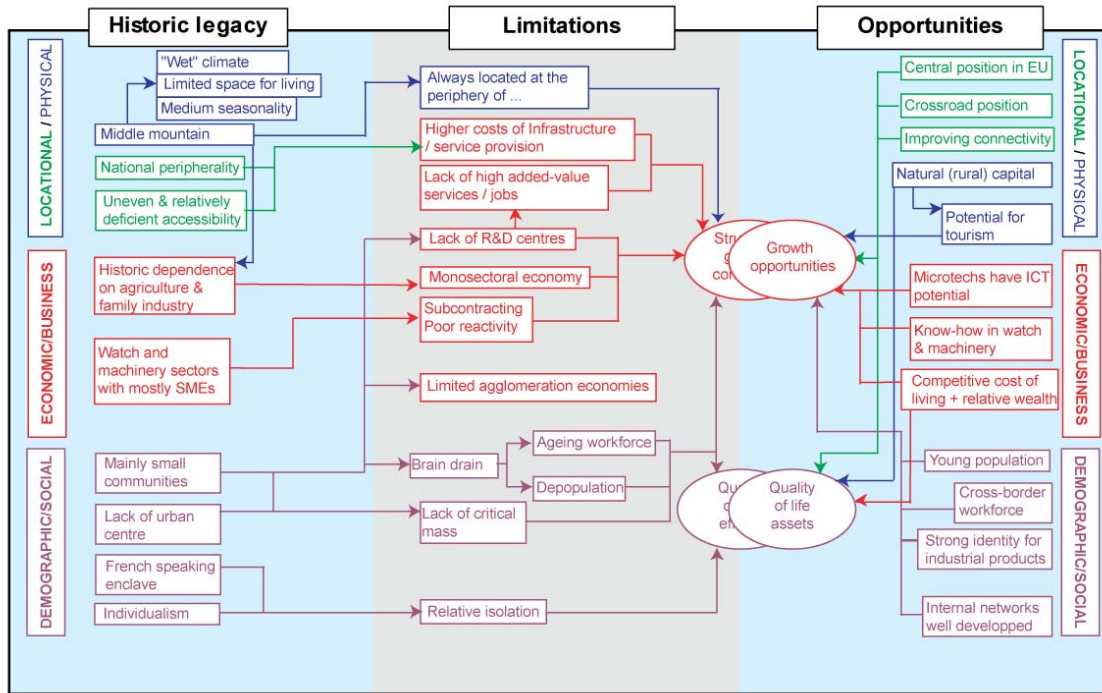 Historic legacy
Limitations
Opportunities
LOCATIONAL / PHYSICAL
ECONOMIC/BUSINESS
DEMOGRAPHIC/SOCIAL
"Wet" climate
Limited space for living
Medium seasonality
Middle mountain
National peripherality
Uneven & relatively
deficient accessibility
Historic dependence
on agriculture &
family industry
Watch and
machinery sectors
with mostly SMEs
Mainly small
communities
Lack of urban
centre
French speaking
enclave
Individualism
Always located at the
periphery of ...
Higher costs of Infrastructure
/ service provision
Lack of high added-value
services / jobs
Lack of R&D centres
Monosectoral economy
Subcontracting
Poor reactivity
Limited agglomeration economies
Brain drain
Ageing workforce
Depopulation
Lack of critical
mass
Relative isolation
Growth
opportunities
Quality
of life
assets
Central position in EU
Crossroad position
Improving connectivity
Natural (rural) capital
Potential for
tourism
Microtechs have ICT
potential
Know-how in watch
& machinery
Competitive cost of
living + relative wealth
Young population
Cross-border
workforce
Strong identity for
industrial products
Internal networks
well developped
LOCATIONAL / PHYSICAL
ECONOMIC/BUSINESS
DEMOGRAPHIC/SOCIAL